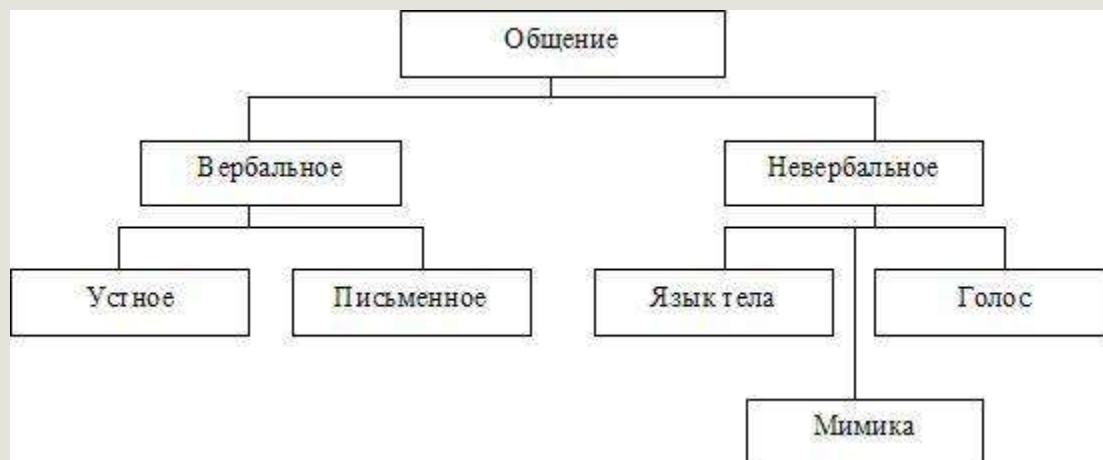 Общение
Вербальное
Невербальное
Устное
Письменное
Язык тела
Голос
Мимика